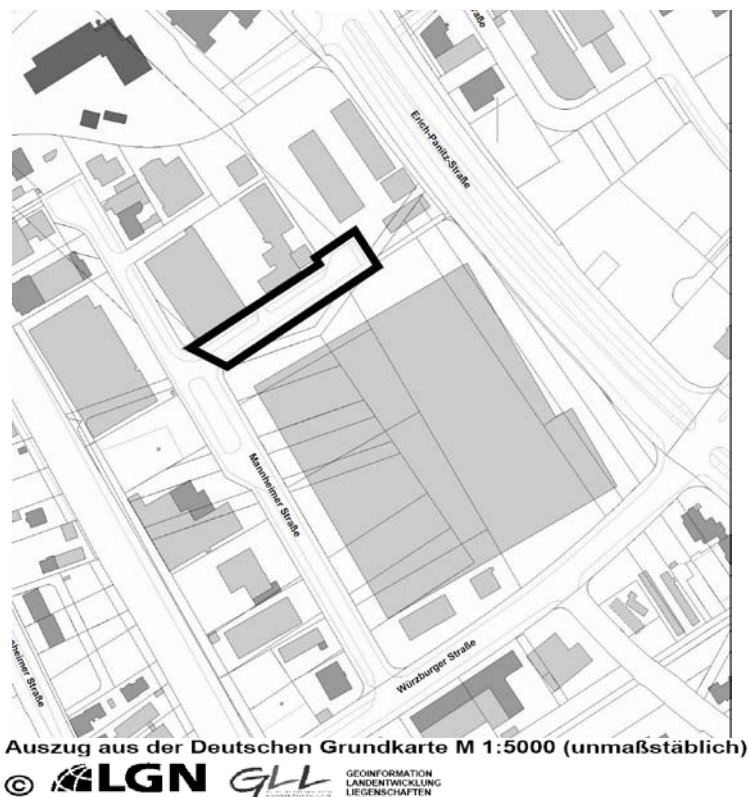 Erich-Panitz-Straße
Mannheimer Straße
heimer Straße
Würzburger Straße
Auszug aus der Deutschen Grundkarte M 1:5000 (unmaßstäblich)
© LGN GLL GEOINFORMATION
LANDENTWICKLUNG
LIEGENSCHAFTEN